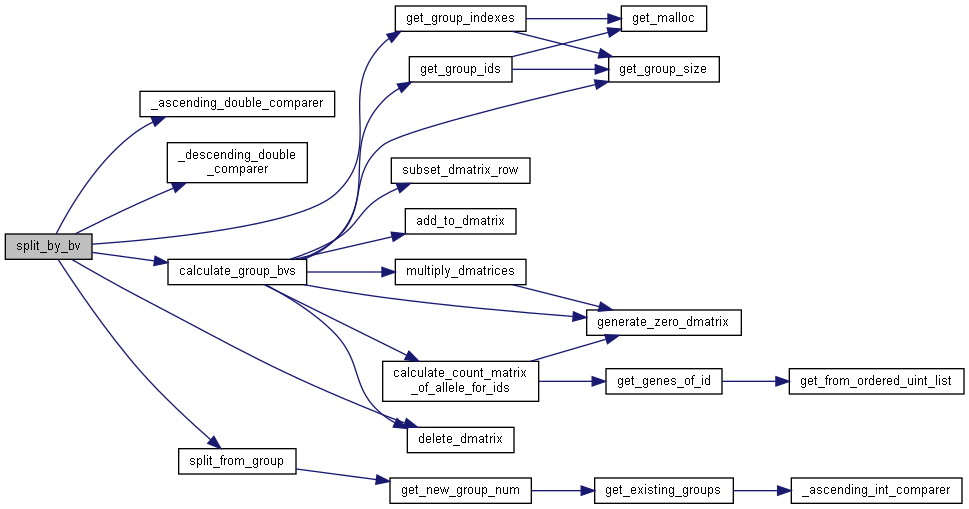 get_group_indexes
get_malloc
get_group_ids
get_group_size
_ascending_double_comparer
_descending_double
_comparer
subset_dmatrix_row
add_to_dmatrix
split_by_bv
calculate_group_bvs
multiply_dmatrices
generate_zero_dmatrix
calculate_count_matrix
_of_allele_for_ids
get_genes_of_id
get_from_ordered_uint_list
delete_dmatrix
split_from_group
get_new_group_num
get_existing_groups
_ascending_int_comparer